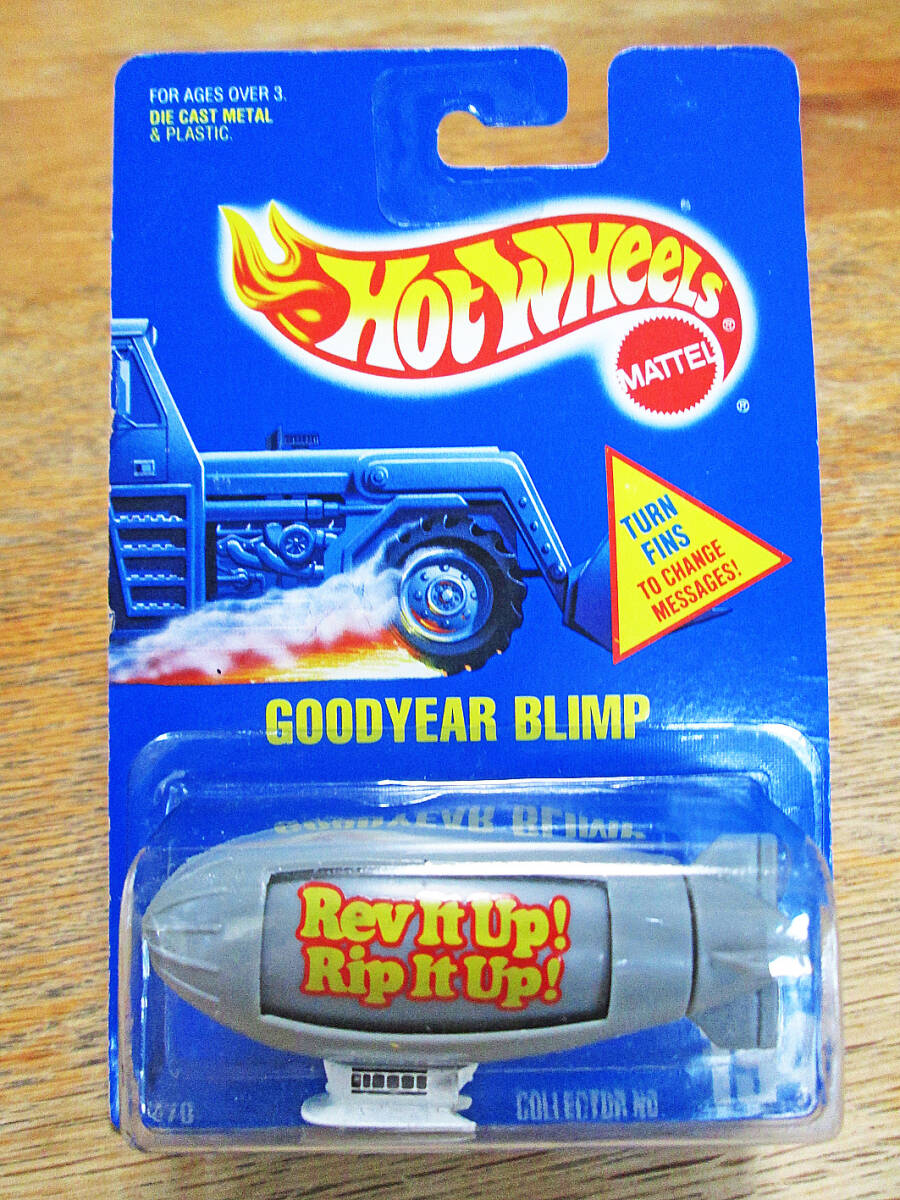 FOR AGES OVER 3.
DIE CAST METAL
& PLASTIC.
HOT WHEELS®
MATTEL
®
TURN
FINS
TO CHANGE
MESSAGES!
GOODYEAR BLIMP
Rev It Up!
Rip It Up!
COLLECTOR NO.